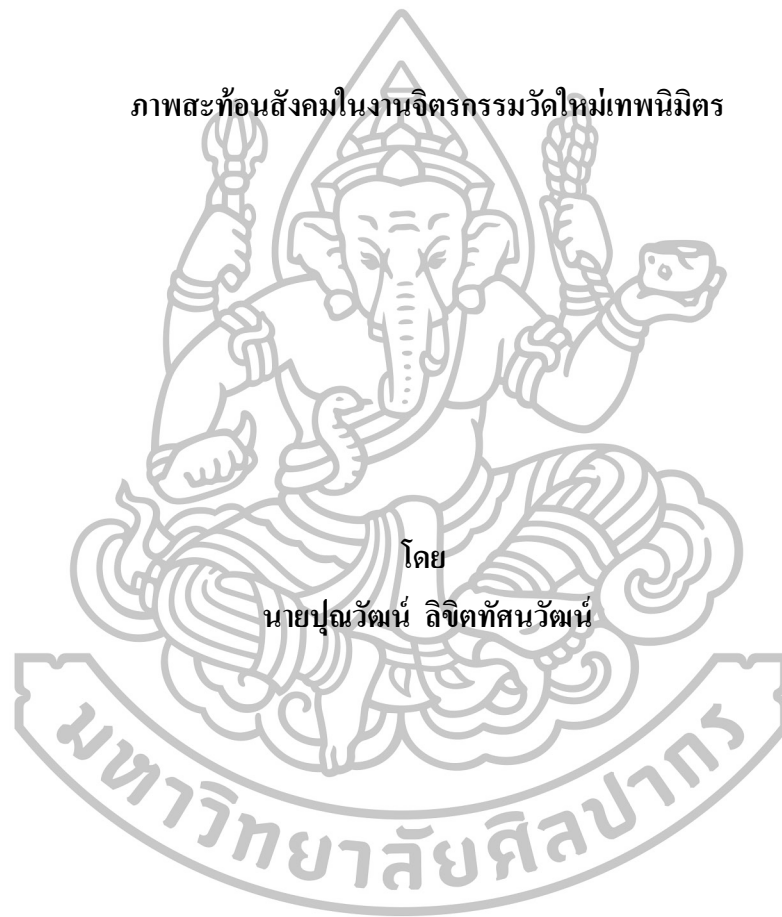 ภาพสะท้อนสังคมในงานจิตรกรรมวัดใหม่เทพนิมิตร
โดย
นายปุณวัฒน์ ลิขิตทัศนวัฒน์
มหาวิทยาลัยศิลปากร